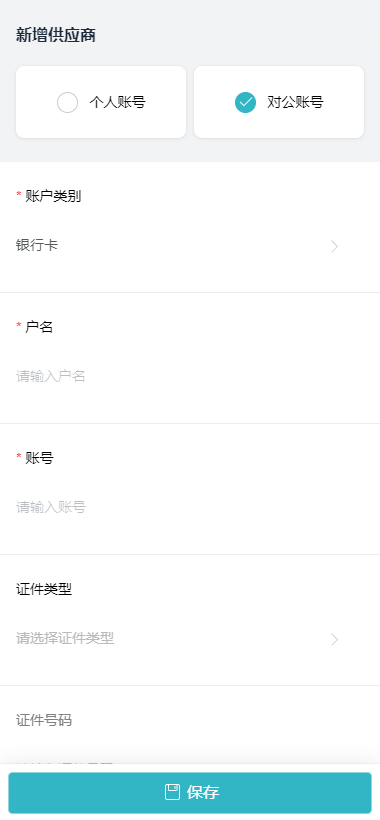 新增供应商
个人账号
对公账号
* 账户类别
银行卡
* 户名
请输入户名
* 账号
请输入账号
证件类型
请选择证件类型
证件号码
保存